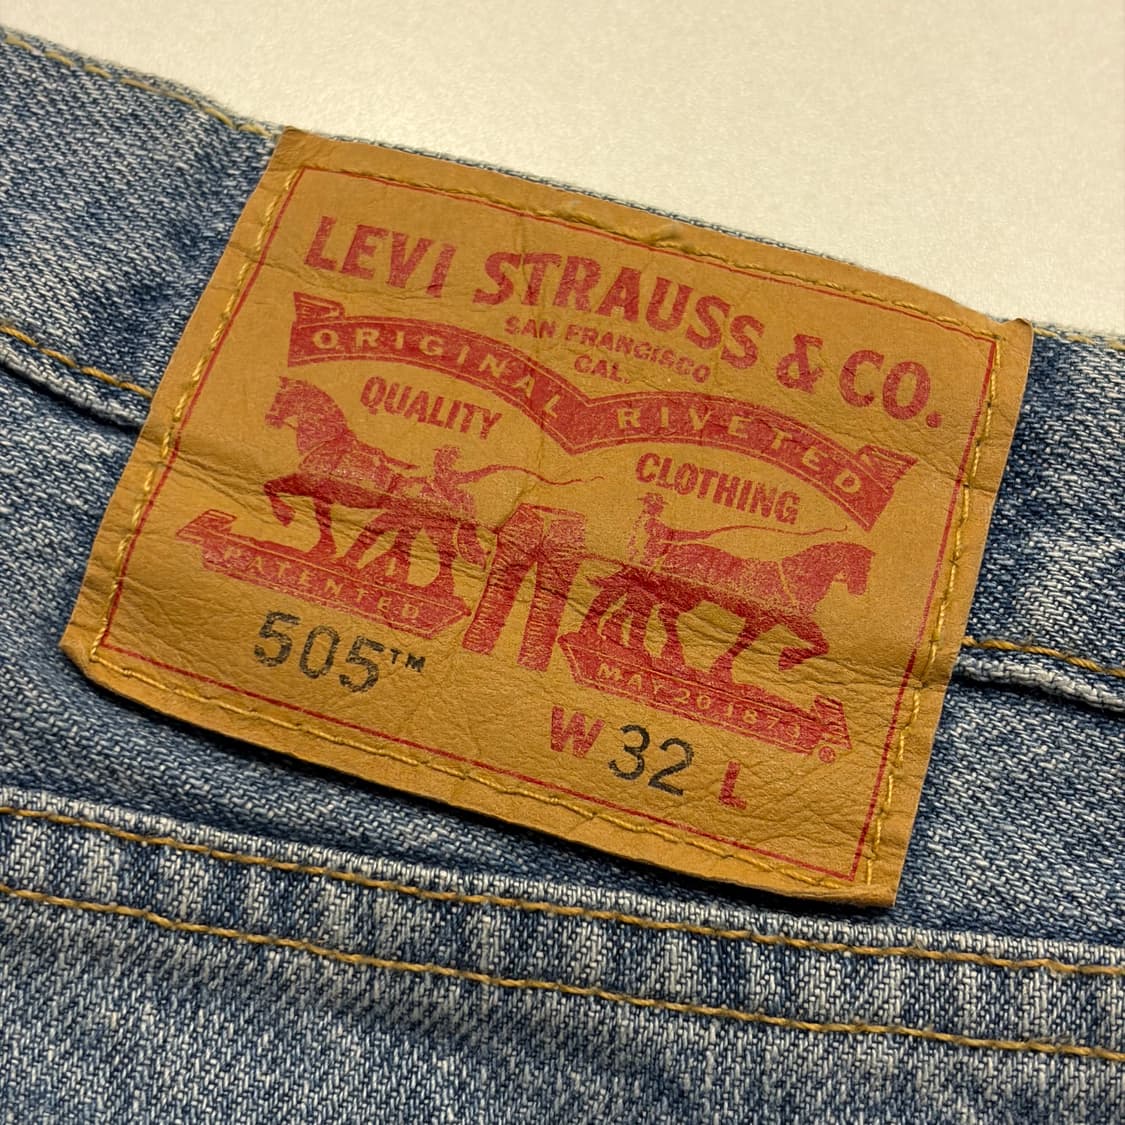 LEVI STRAUSS & CO.
SAN FRANCISCO
CAL.
ORIGINAL RIVETED
QUALITY CLOTHING
PATENTED
MAY 20 1873
®
505™
W 32 L